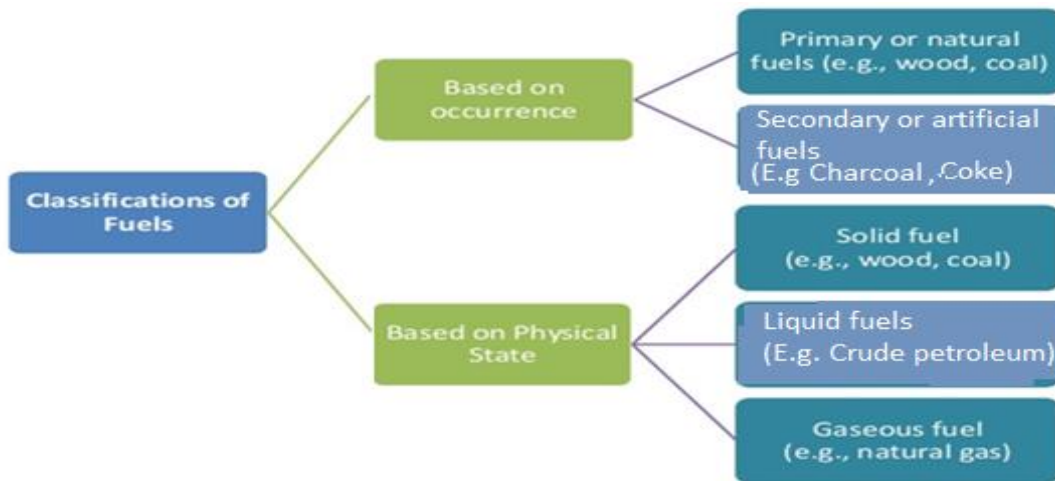 Classifications of
Fuels
Based on
occurrence
Primary or natural
fuels (e.g., wood, coal)
Secondary or artificial
fuels
(E.g Charcoal , Coke)
Based on Physical
State
Solid fuel
(e.g., wood, coal)
Liquid fuels
(E.g. Crude petroleum)
Gaseous fuel
(e.g., natural gas)